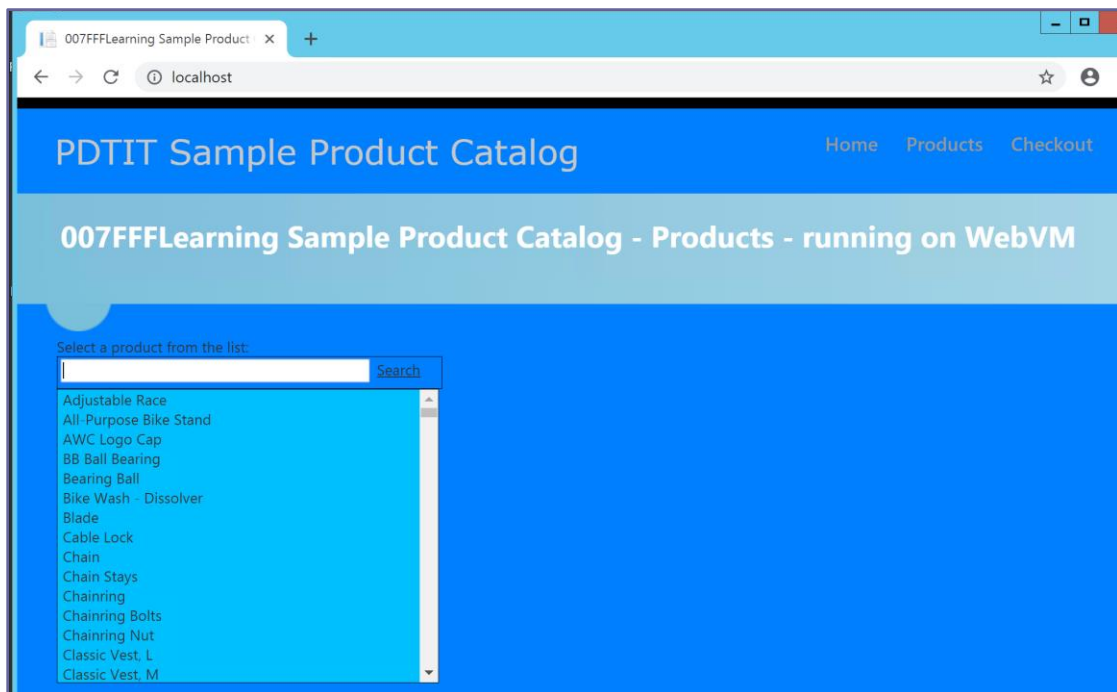 007FFFLearning Sample Product
localhost
PDTIT Sample Product Catalog
Home Products Checkout
007FFFLearning Sample Product Catalog - Products - running on WebVM
Select a product from the list:
Search
Adjustable Race
All-Purpose Bike Stand
AWC Logo Cap
BB Ball Bearing
Bearing Ball
Bike Wash - Dissolver
Blade
Cable Lock
Chain
Chain Stays
Chainring
Chainring Bolts
Chainring Nut
Classic Vest, L
Classic Vest, M